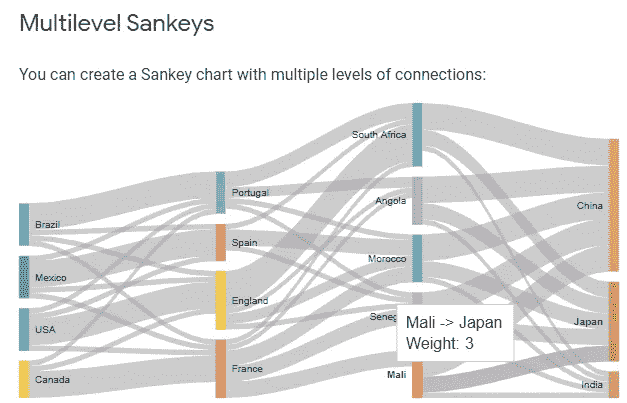 Multilevel Sankeys
You can create a Sankey chart with multiple levels of connections:
South Africa
Portugal
Angola
China
Brazil
Spain
Morocco
Mexico
England
Seneg
Mali -> Japan
Weight: 3
Japan
USA
France
Mali
Canada
India